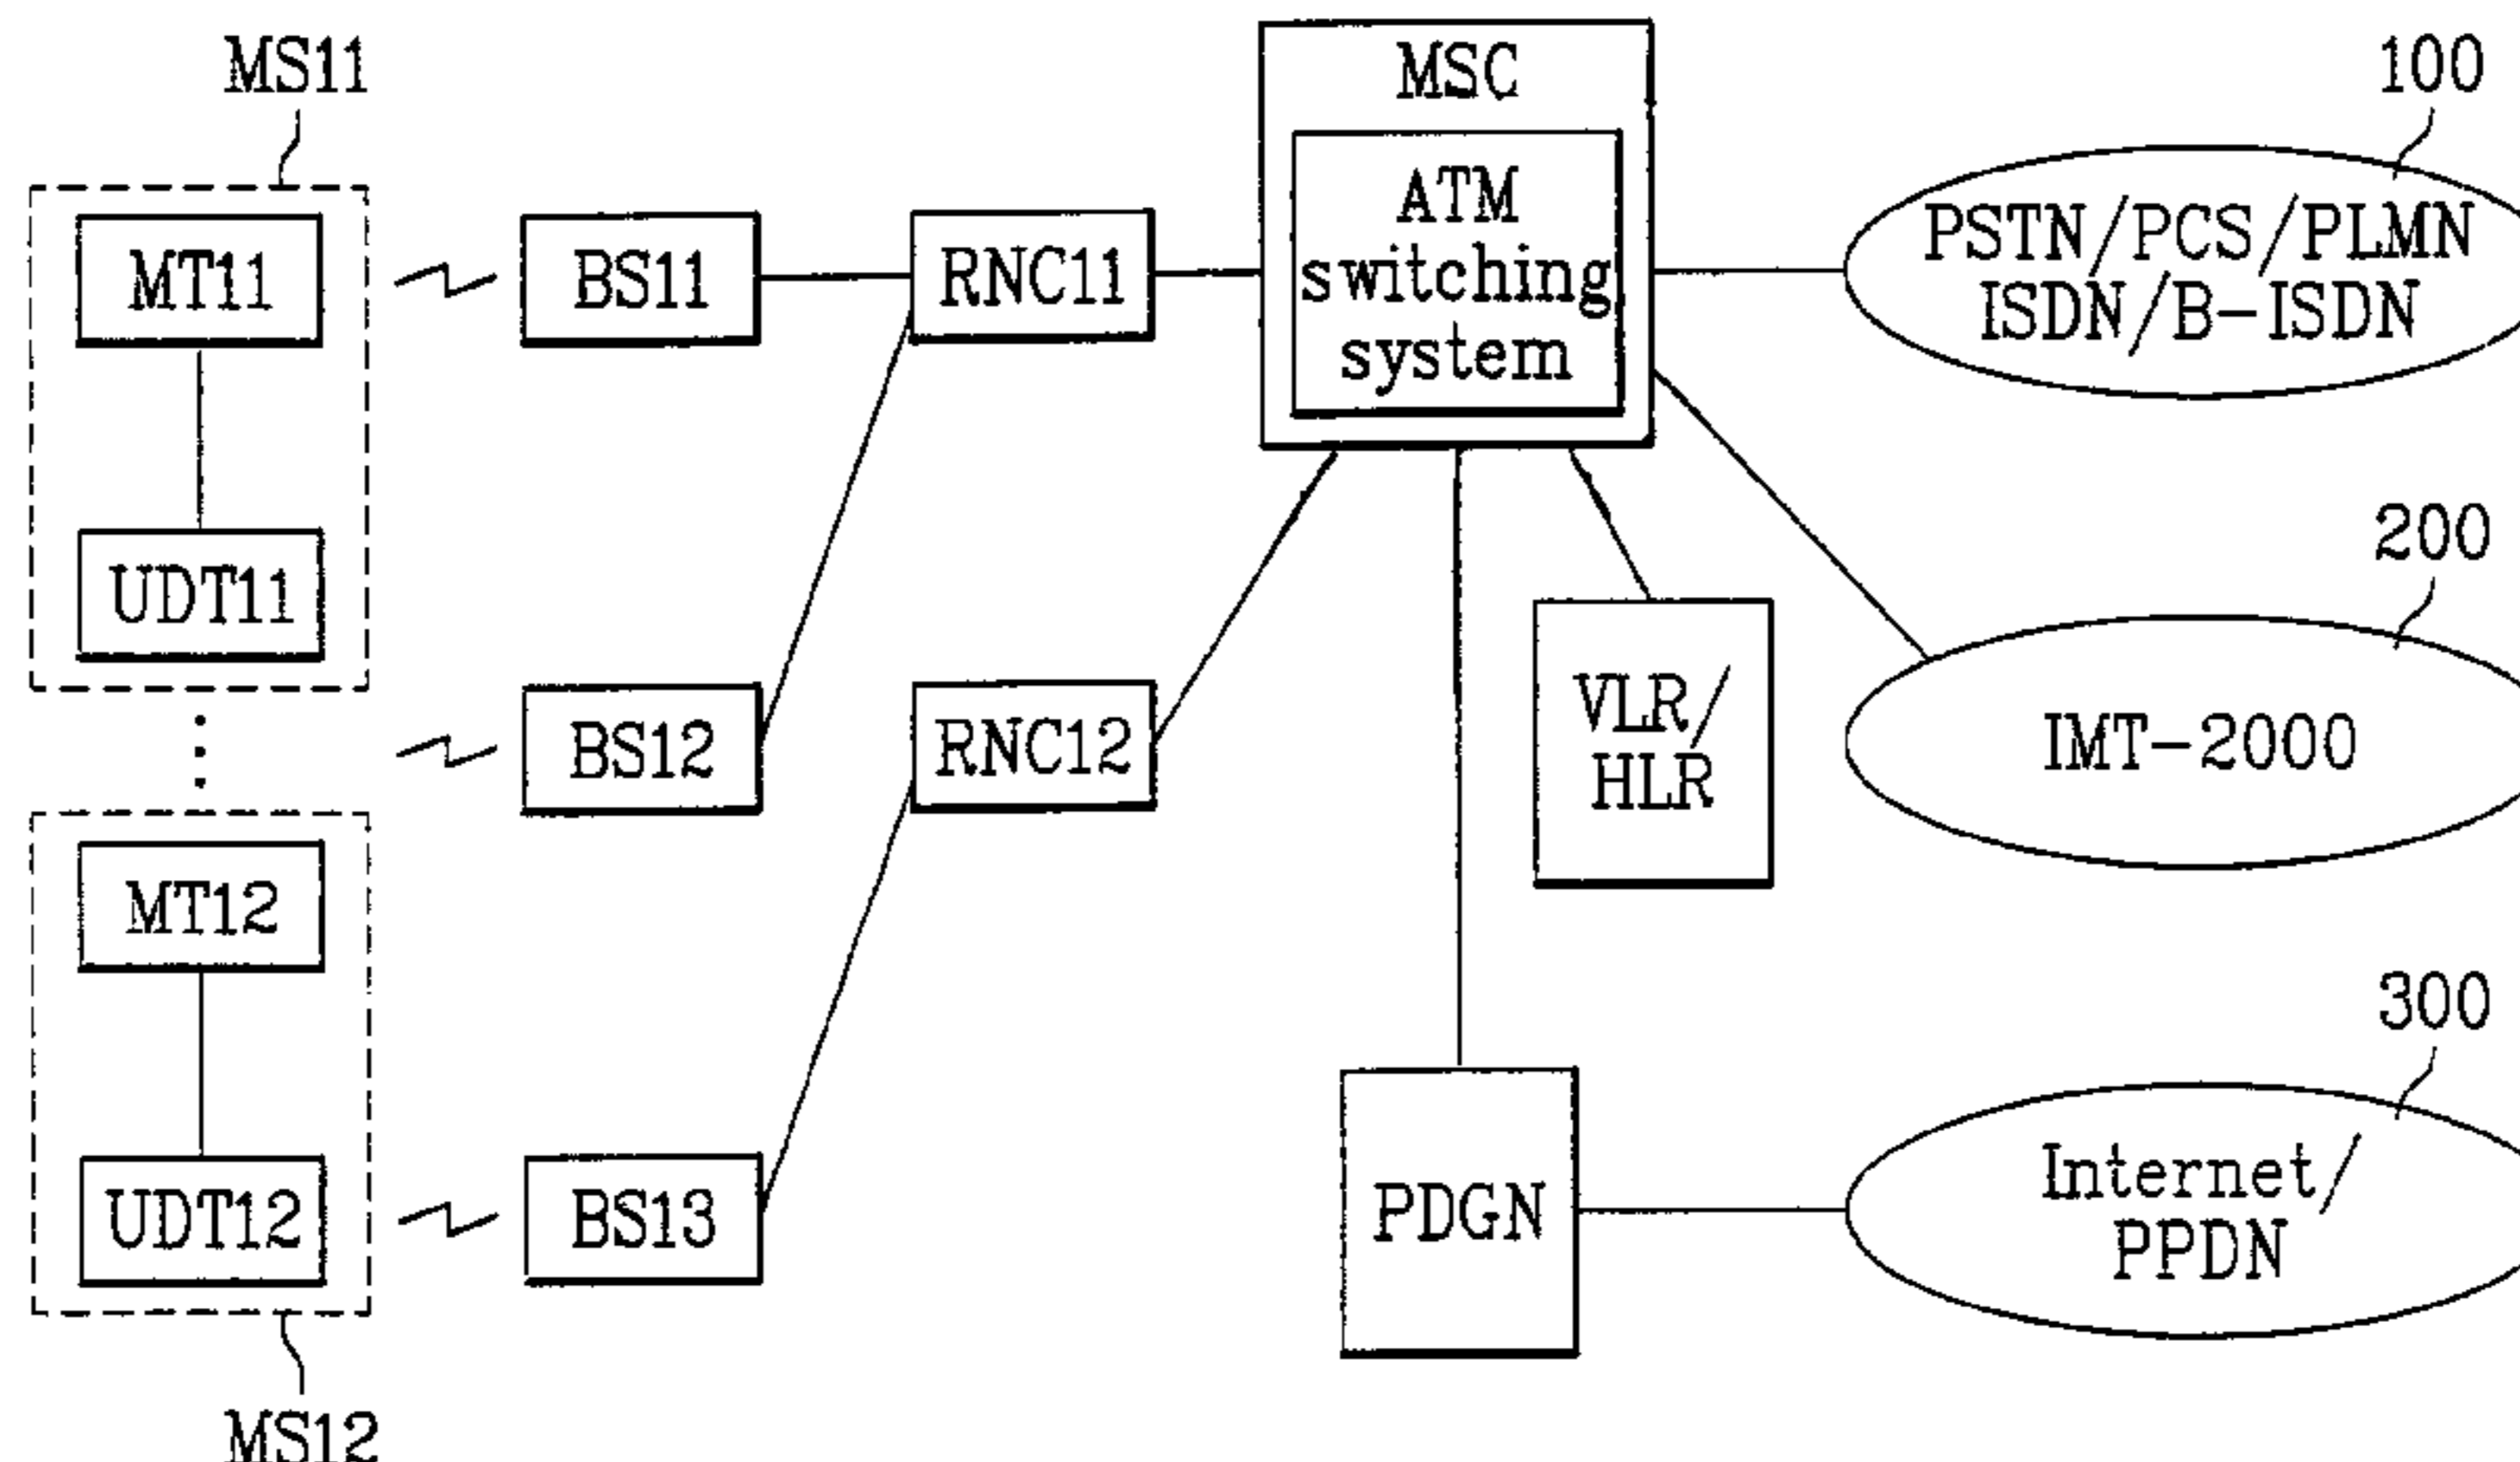 MS11
MSC
100
MT11
BS11
RNC11
ATM
switching
system
PSTN/PCS/PLMN
ISDN/B-ISDN
UDT11
200
BS12
RNC12
VLR/
HLR
IMT-2000
MT12
300
UDT12
BS13
PDGN
Internet/
PPDN
MS12